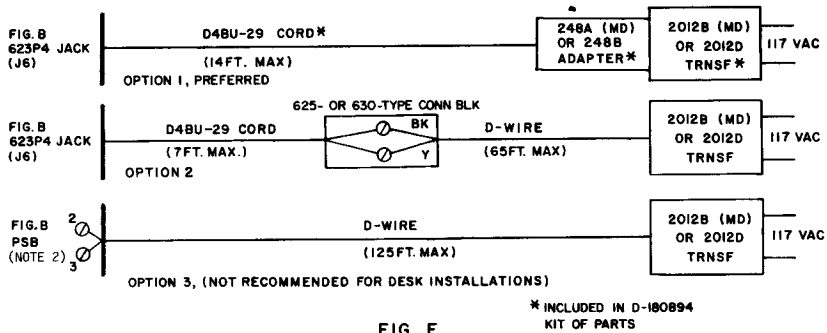 FIG. B
623P4 JACK
(J6)
D4BU-29 CORD*
(14FT. MAX)
OPTION 1, PREFERRED
248A (MD)
OR 248B
ADAPTER*
2012B (MD)
OR 2012D
TRNSF*
117 VAC
625- OR 630-TYPE CONN BLK
FIG. B
623P4 JACK
(J6)
D4BU-29 CORD
(7FT. MAX.)
OPTION 2
BK
Y
D-WIRE
(65FT. MAX)
2012B (MD)
OR 2012D
TRNSF
117 VAC
FIG.B
PSB
(NOTE 2)
2
3
D-WIRE
(125FT. MAX)
OPTION 3, (NOT RECOMMENDED FOR DESK INSTALLATIONS)
2012B (MD)
OR 2012D
TRNSF
117 VAC
* INCLUDED IN D-180894
KIT OF PARTS
FIG. E